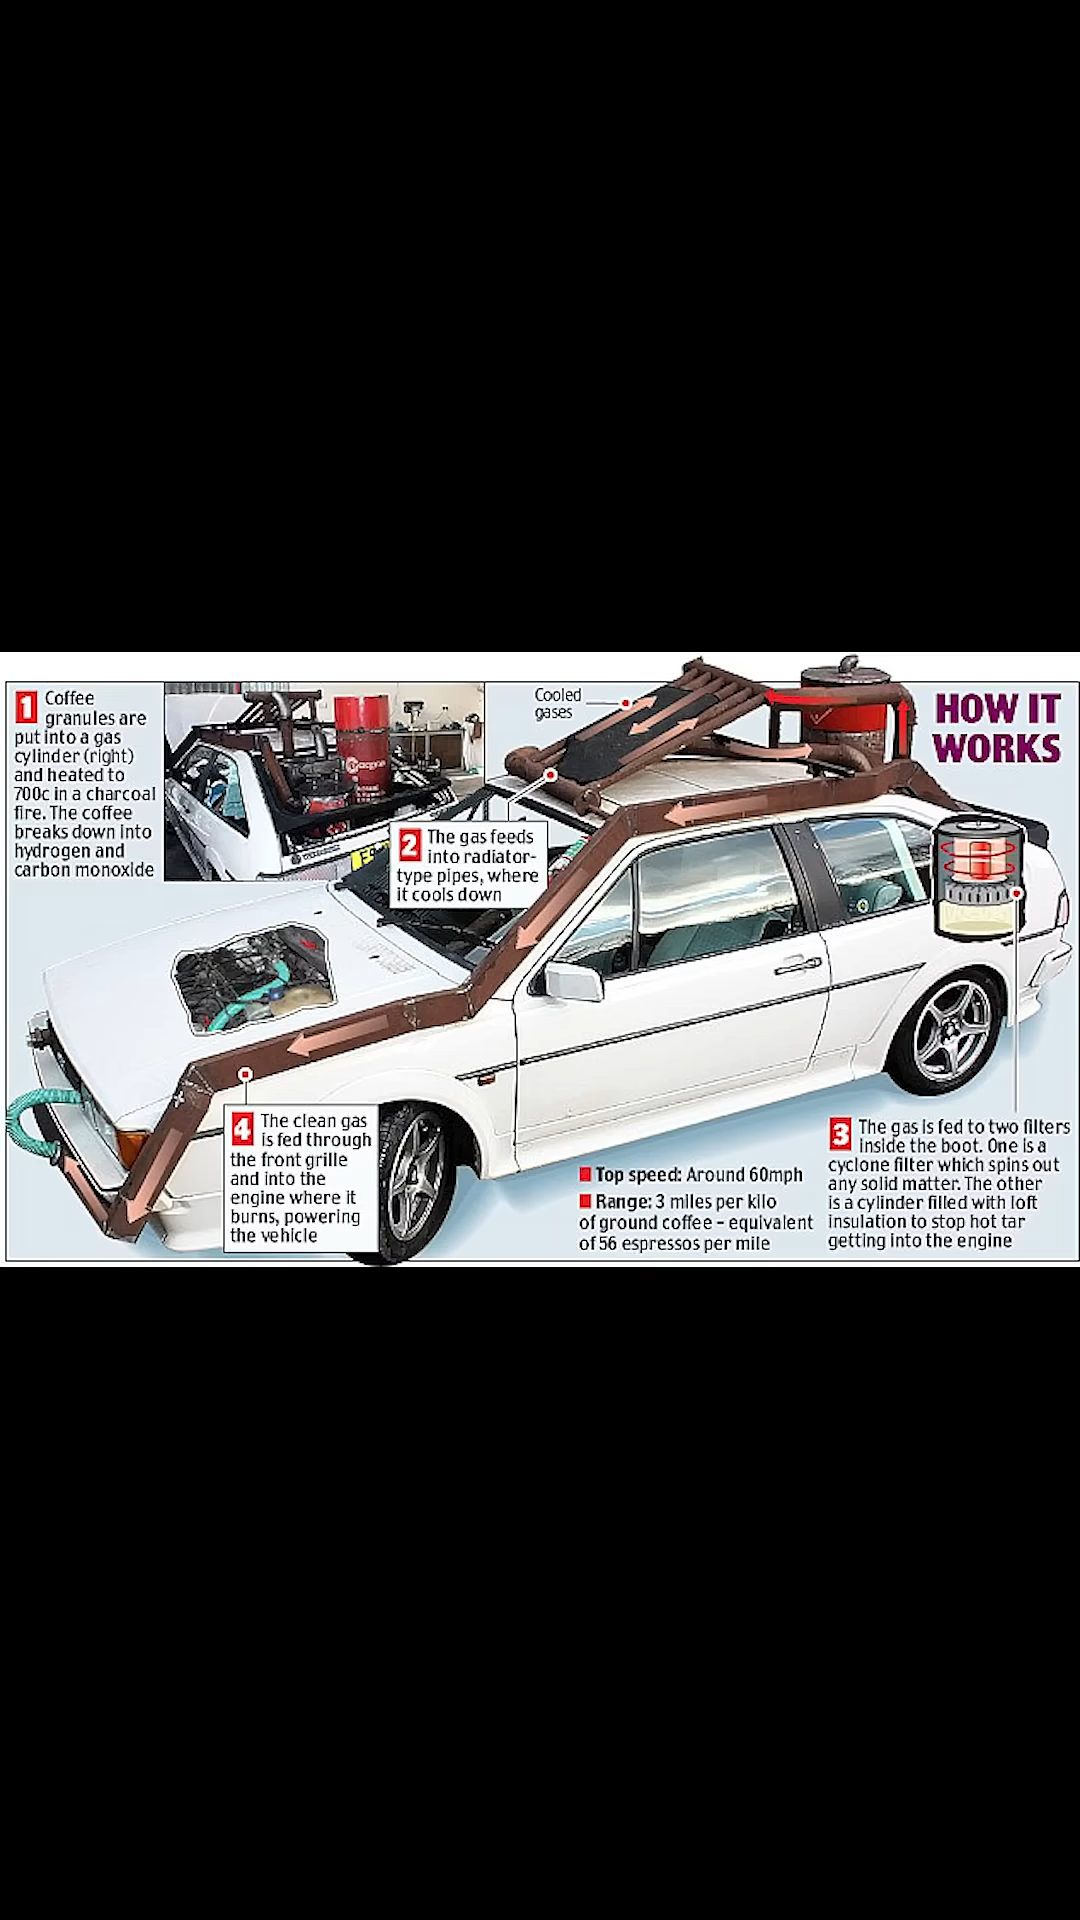 1 Coffee
granules are
put into a gas
cylinder (right)
and heated to
700c in a charcoal
fire. The coffee
breaks down into
hydrogen and
carbon monoxide
Cooled
gases
HOW IT
WORKS
2 The gas feeds
into radiator-
type pipes, where
it cools down
4 The clean gas
is fed through
the front grille
and into the
engine where it
burns, powering
the vehicle
Top speed: Around 60mph
Range: 3 miles per kilo
of ground coffee – equivalent
of 56 espressos per mile
3 The gas is fed to two filters
inside the boot. One is a
cyclone filter which spins out
any solid matter. The other
is a cylinder filled with loft
insulation to stop hot tar
getting into the engine